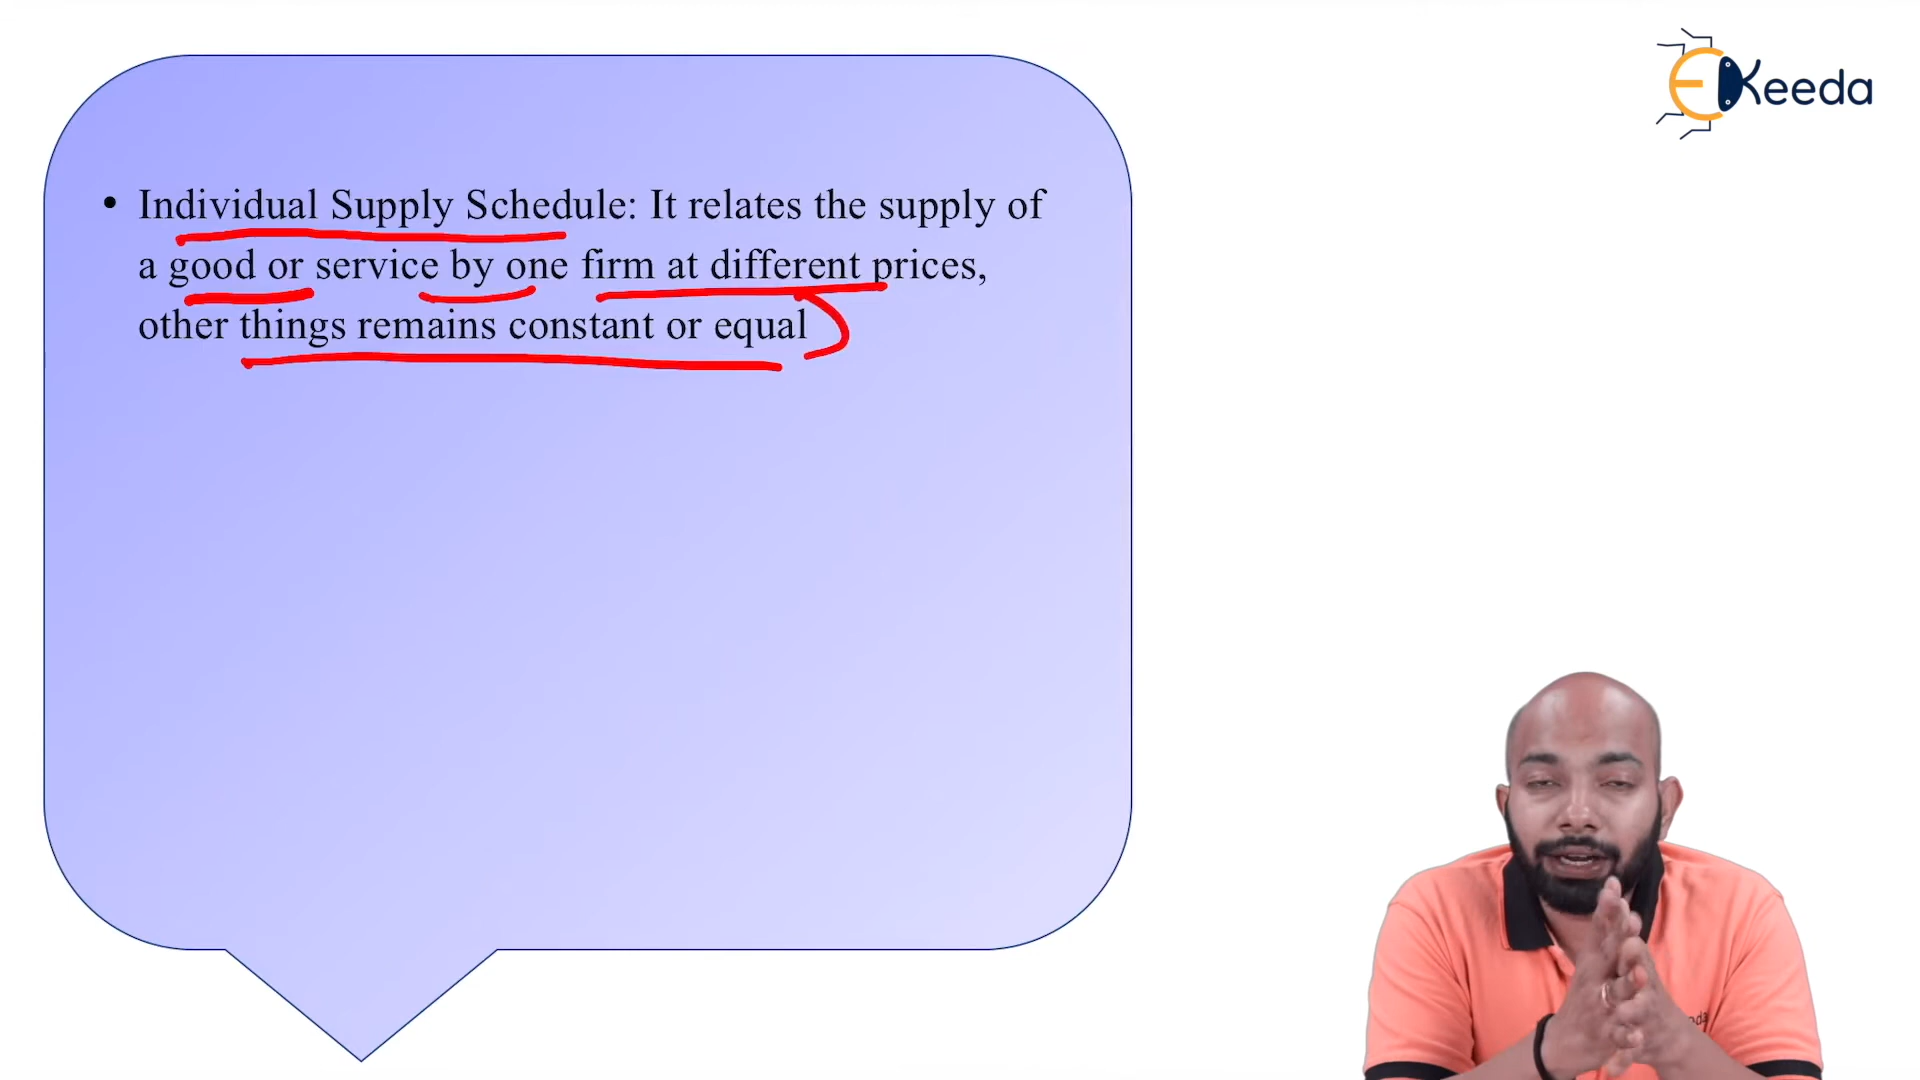 EKeeda
• Individual Supply Schedule: It relates the supply of
a good or service by one firm at different prices,
other things remains constant or equal
eda